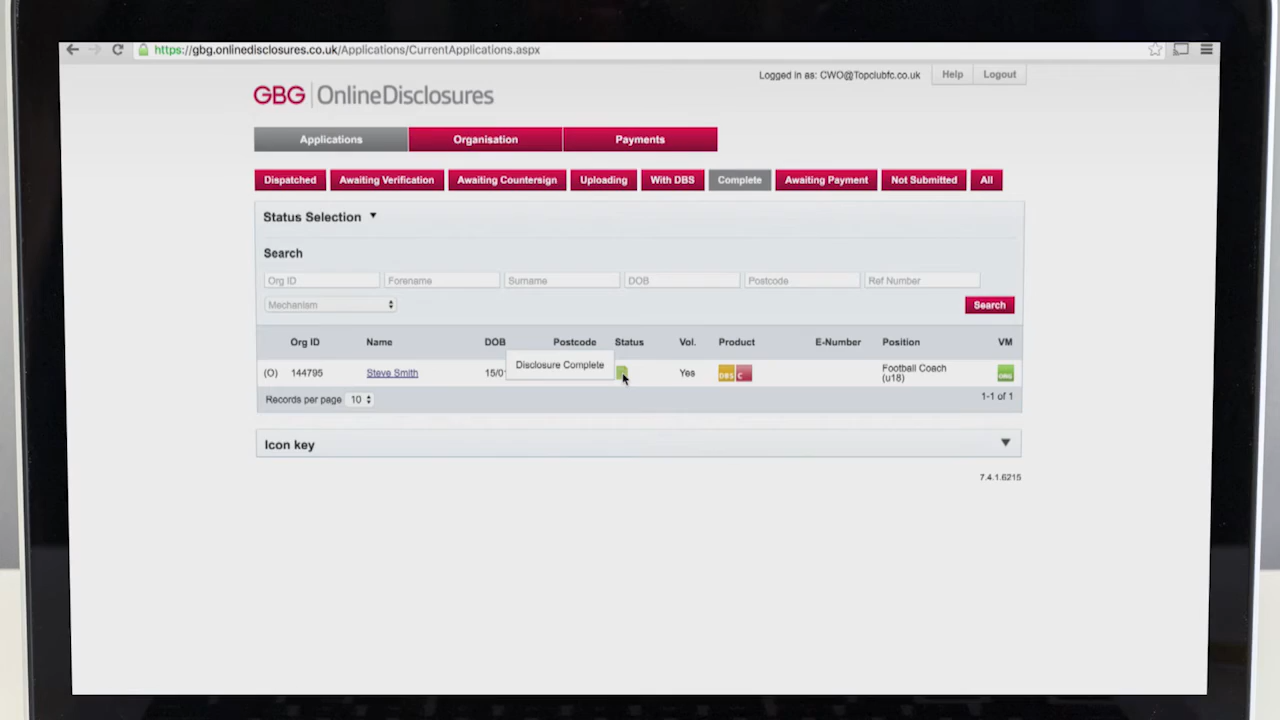 https://gbg.onlinedisclosures.co.uk/Applications/CurrentApplications.aspx
Logged in as: CWO@Topclubfc.co.uk Help Logout
GBG OnlineDisclosures
Applications Organisation Payments
Dispatched Awaiting Verification Awaiting Countersign Uploading With DBS Complete Awaiting Payment Not Submitted All
Status Selection
Search
Org ID Forename Surname DOB Postcode Ref Number
Mechanism
Search
Org ID Name DOB Postcode Status Vol. Product E-Number Position VM
Disclosure Complete
(O) 144795 Steve Smith 15/0 Yes DBS C Football Coach ORG
(u18)
Records per page 10 1-1 of 1
Icon key
7.4.1.6215